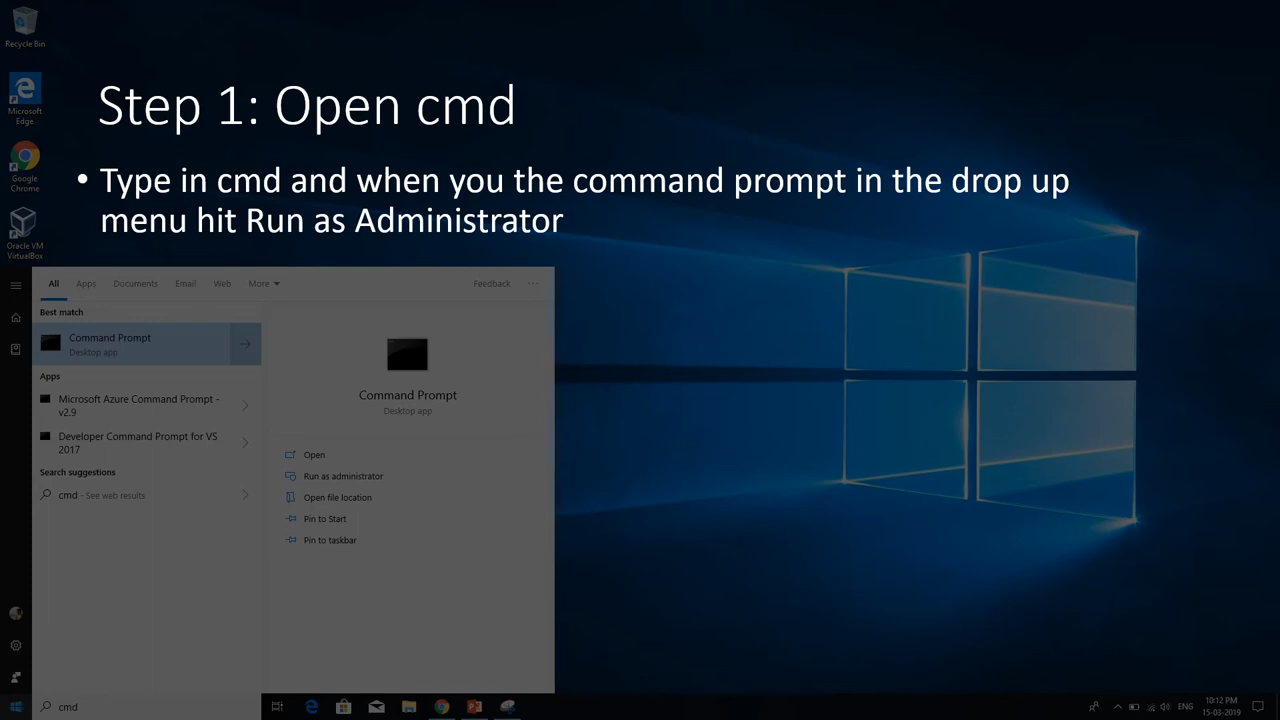 Recycle Bin
Microsoft
Edge
Google
Chrome
Oracle VM
VirtualBox
Step 1: Open cmd
• Type in cmd and when you the command prompt in the drop up
menu hit Run as Administrator
All Apps Documents Email Web More Feedback ...
Best match
Command Prompt
Desktop app
Apps
Microsoft Azure Command Prompt -
v2.9
Developer Command Prompt for VS
2017
Search suggestions
cmd - See web results
Command Prompt
Desktop app
Open
Run as administrator
Open file location
Pin to Start
Pin to taskbar
cmd
ENG
10:12 PM
15-03-2019